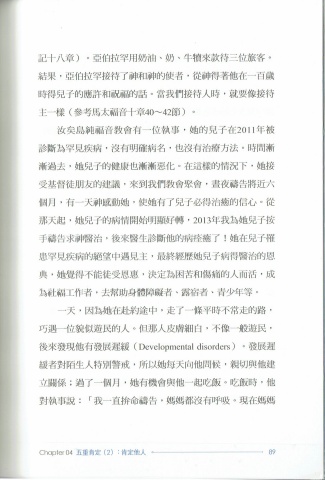 記十八章），亞伯拉罕用奶油、奶、牛犢來款待三位旅客。
結果，亞伯拉罕接待了神和神的使者，從神得著他在一百歲
時得兒子的應許和祝福的話。當我們接待人時，就要像接待
主一樣（參考馬太福音十章40～42節）。
汝矣島純福音教會有一位執事，她的兒子在2011年被
診斷為罕見疾病，沒有明確病名，也沒有治療方法。時間漸
漸過去，她兒子的健康也漸漸惡化。在這樣的情況下，她接
受基督徒朋友的建議，來到我們教會聚會，晝夜禱告將近六
個月，有一天神感動她，使她有了兒子必得治癒的信心。從
那天起，她兒子的病情開始明顯好轉，2013年我為她兒子按
手禱告求神醫治，後來醫生診斷他的病痊癒了！她在兒子罹
患罕見疾病的絕望中遇見主，最終經歷她兒子病得醫治的恩
典，她覺得不能徒受恩惠，決定為困苦和傷痛的人而活，成
為社福工作者，去幫助身體障礙者、露宿者、青少年等。
一天，因為她在赴約途中，走了一條平時不常走的路，
巧遇一位貌似遊民的人。但那人皮膚細白，不像一般遊民，
後來發現他有發展遲緩（Developmental disorders）。發展遲
緩者對陌生人特別警戒，所以她每天向他問候，親切與他建
立關係；過了一個月，她有機會與他一起吃飯。吃飯時，他
對執事說：「我一直拚命禱告，媽媽都沒有呼吸。現在媽媽
Chapter 04 五重肯定（2）：肯定他人 89